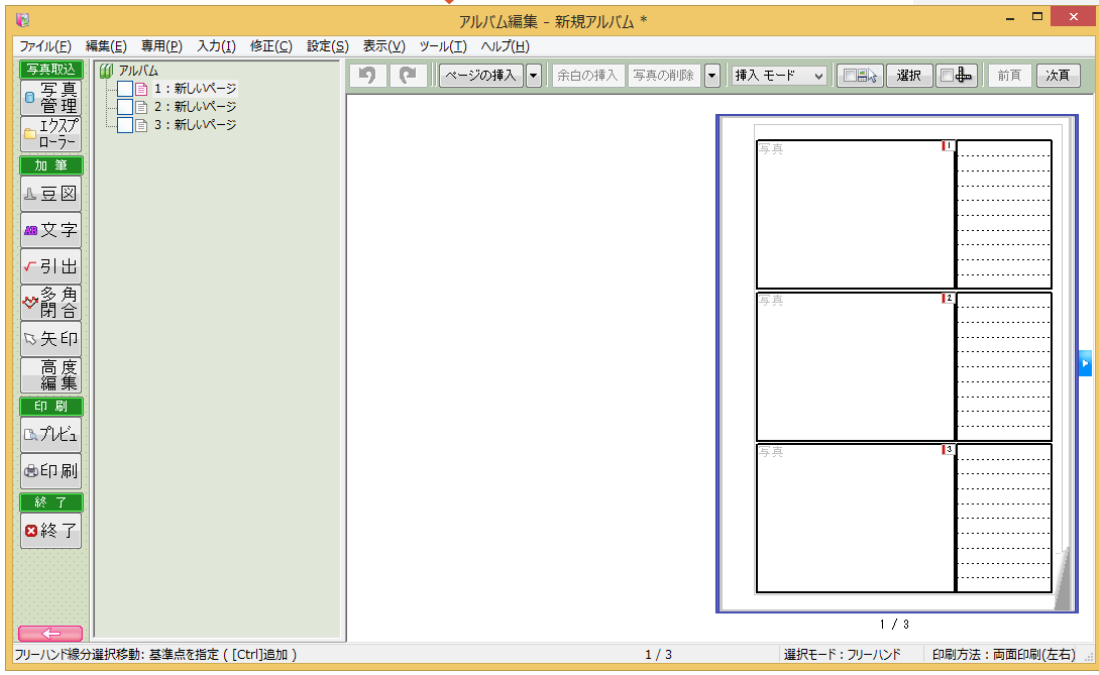 アルバム編集 - 新規アルバム *
ファイル(F) 編集(E) 専用(P) 入力(I) 修正(C) 設定(S) 表示(V) ツール(T) ヘルプ(H)
写真取込
写真
管理
エクスプ
ローラー
加 筆
豆図
文字
引出
多角
閉合
矢印
高度
編集
印 刷
プレビュ
印刷
終 了
終了
アルバム
1：新しいページ
2：新しいページ
3：新しいページ
ページの挿入 余白の挿入 写真の削除 挿入 モード 選択 前頁 次頁
写真 1
写真 2
写真 3
1 / 3
フリーハンド線分選択移動: 基準点を指定 ( [Ctrl]追加 ) 1 / 3 選択モード：フリーハンド 印刷方法：両面印刷(左右)